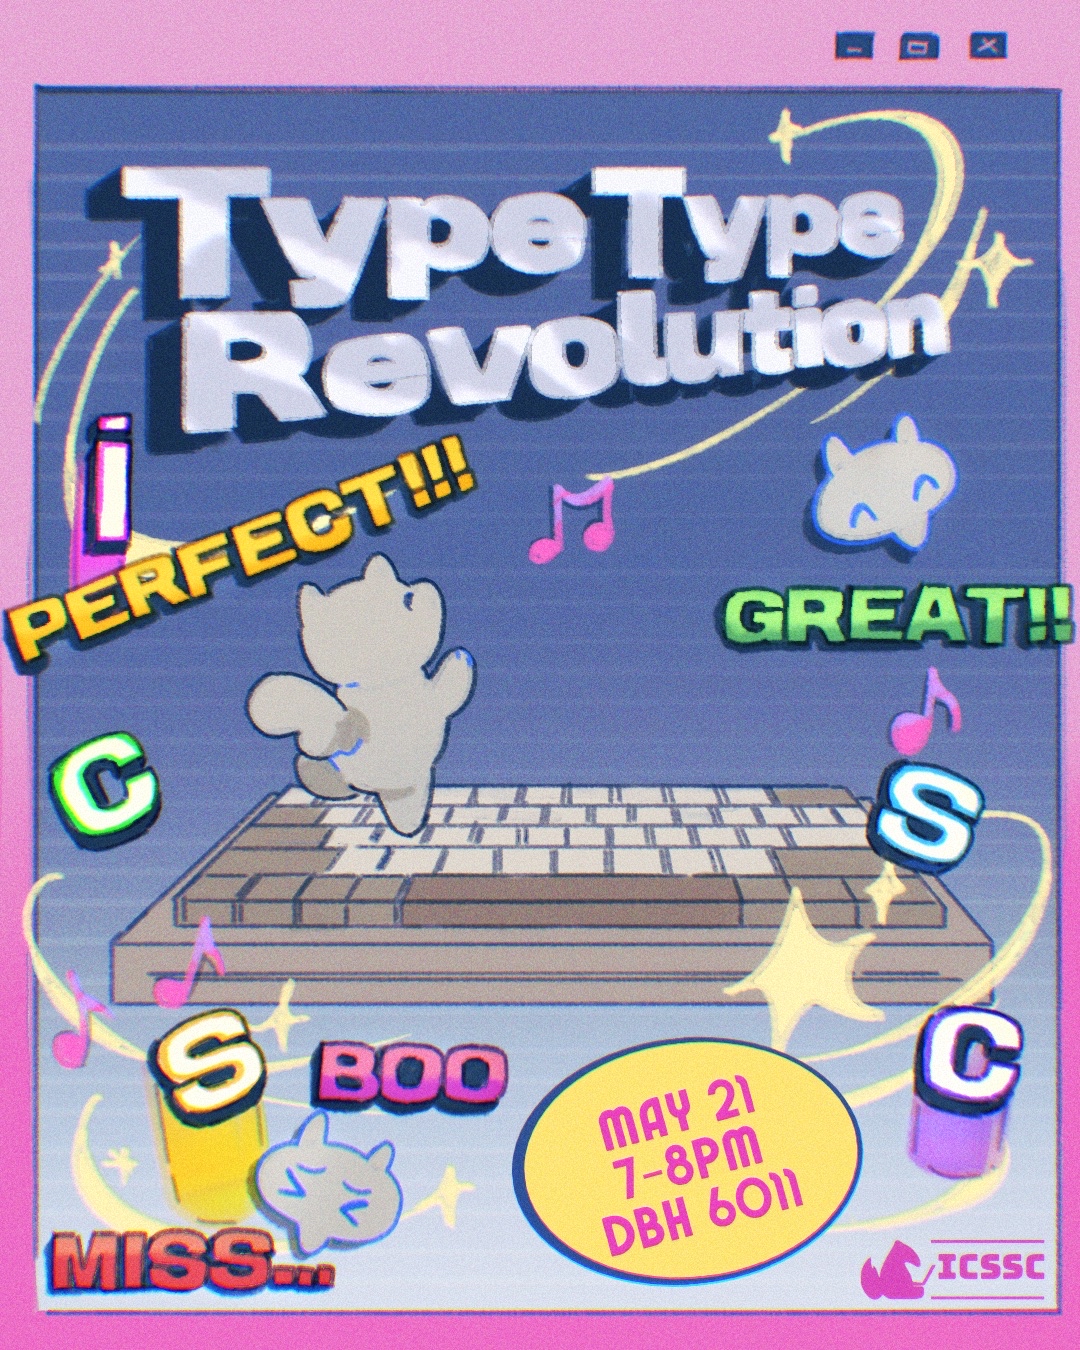 Type Type
Revolution
i
PERFECT!!!
GREAT!!
C
S
S
BOO
C
MAY 21
7-8PM
DBH 6011
MISS...
ICSSC